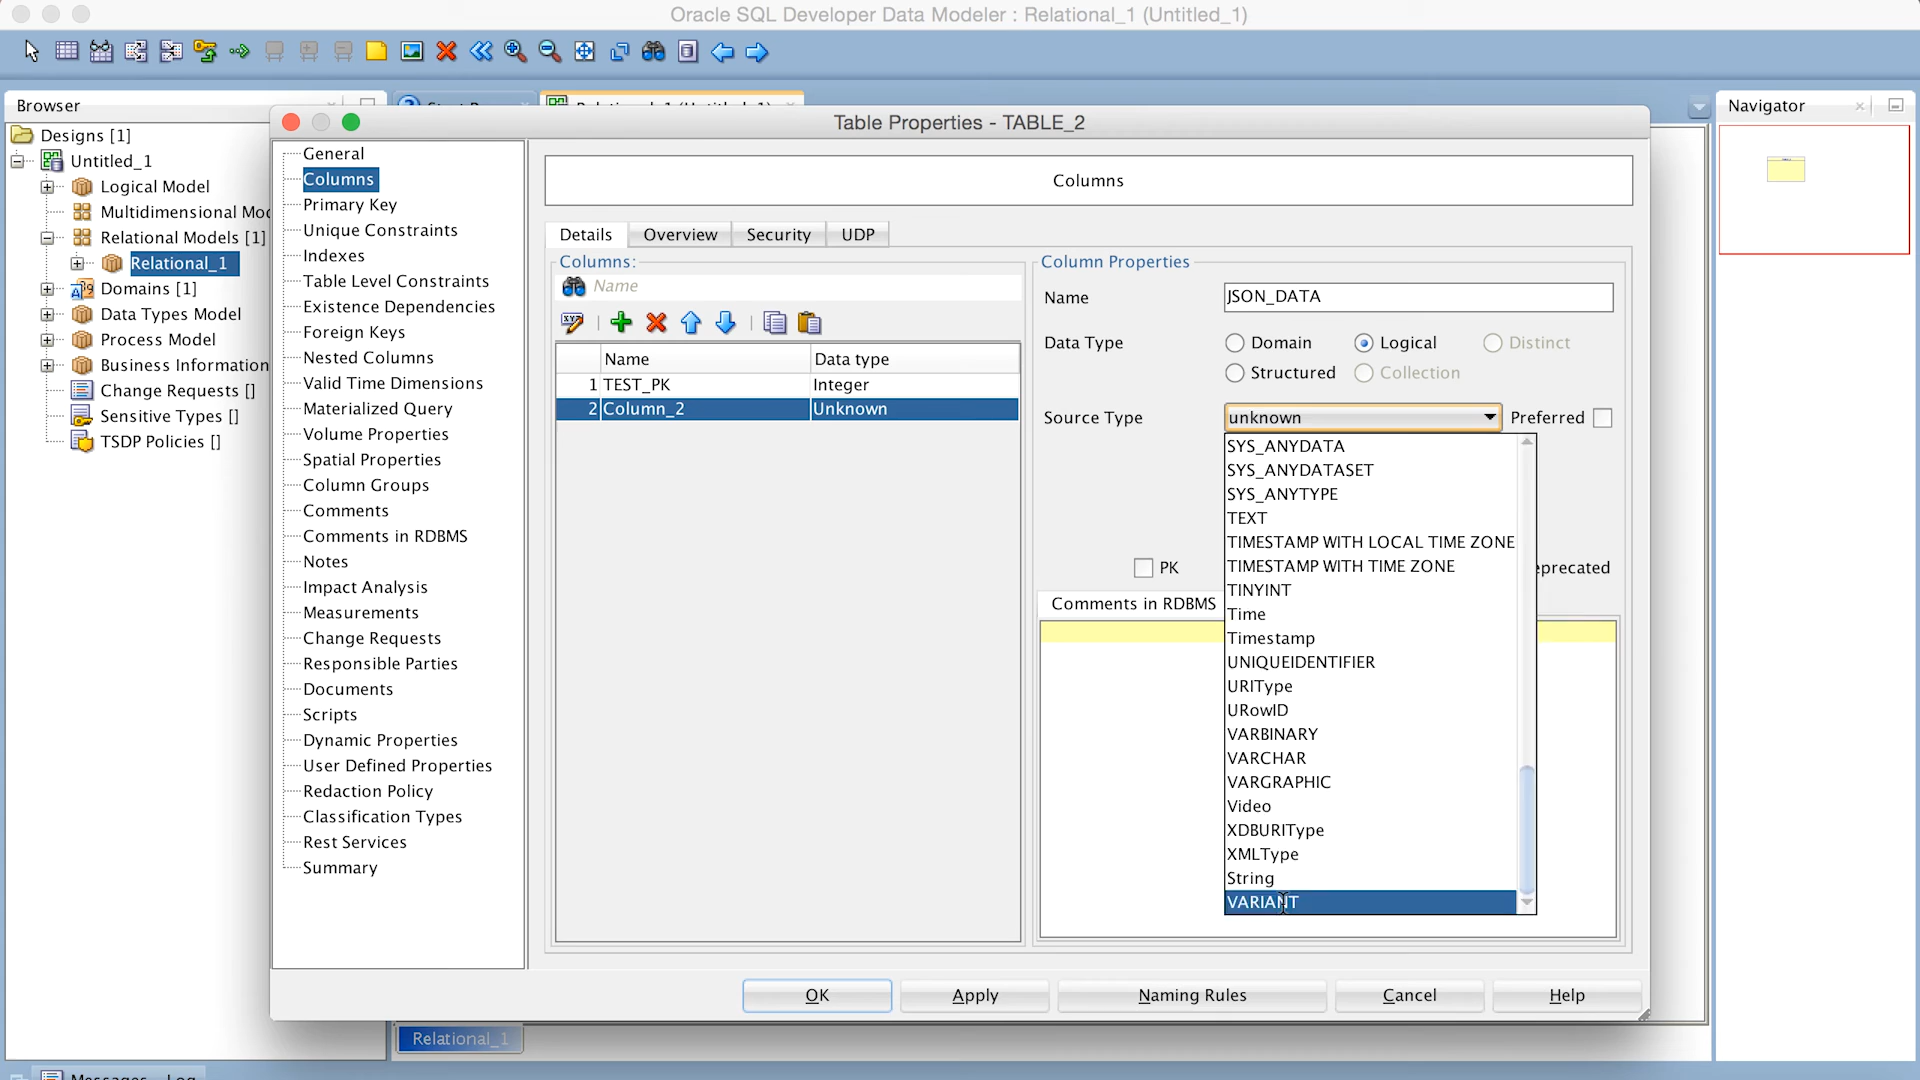 Oracle SQL Developer Data Modeler : Relational_1 (Untitled_1)
Browser
Navigator
Table Properties - TABLE_2
Designs [1]
Untitled_1
Logical Model
Multidimensional Mod
Relational Models [1]
Relational_1
Domains [1]
Data Types Model
Process Model
Business Information
Change Requests []
Sensitive Types []
TSDP Policies []
General
Columns
Primary Key
Unique Constraints
Indexes
Table Level Constraints
Existence Dependencies
Foreign Keys
Nested Columns
Valid Time Dimensions
Materialized Query
Volume Properties
Spatial Properties
Column Groups
Comments
Comments in RDBMS
Notes
Impact Analysis
Measurements
Change Requests
Responsible Parties
Documents
Scripts
Dynamic Properties
User Defined Properties
Redaction Policy
Classification Types
Rest Services
Summary
Columns
Details Overview Security UDP
Columns:
Name
Name Data type
1 TEST_PK Integer
2 Column_2 Unknown
Column Properties
Name JSON_DATA
Data Type Domain Logical Distinct
Structured Collection
Source Type unknown Preferred
SYS_ANYDATA
SYS_ANYDATASET
SYS_ANYTYPE
TEXT
TIMESTAMP WITH LOCAL TIME ZONE
TIMESTAMP WITH TIME ZONE
TINYINT
Time
Timestamp
UNIQUEIDENTIFIER
URIType
URowID
VARBINARY
VARCHAR
VARGRAPHIC
Video
XDBURIType
XMLType
String
VARIANT
PK
eprecated
Comments in RDBMS
OK Apply Naming Rules Cancel Help
Relational_1